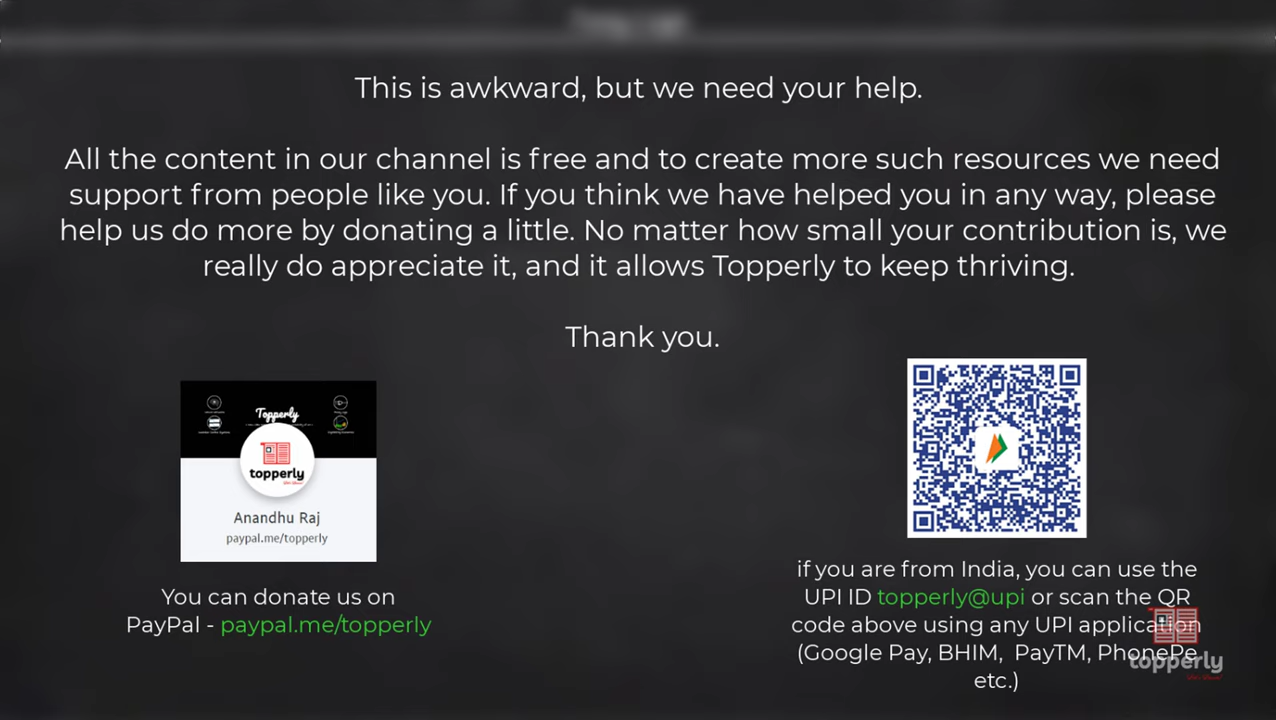 This is awkward, but we need your help.
All the content in our channel is free and to create more such resources we need
support from people like you. If you think we have helped you in any way, please
help us do more by donating a little. No matter how small your contribution is, we
really do appreciate it, and it allows Topperly to keep thriving.
Thank you.
Topperly
topperly
Anandhu Raj
paypal.me/topperly
You can donate us on
PayPal - paypal.me/topperly
if you are from India, you can use the
UPI ID topperly@upi or scan the QR
code above using any UPI application
(Google Pay, BHIM, PayTM, PhonePe
etc.)
topperly